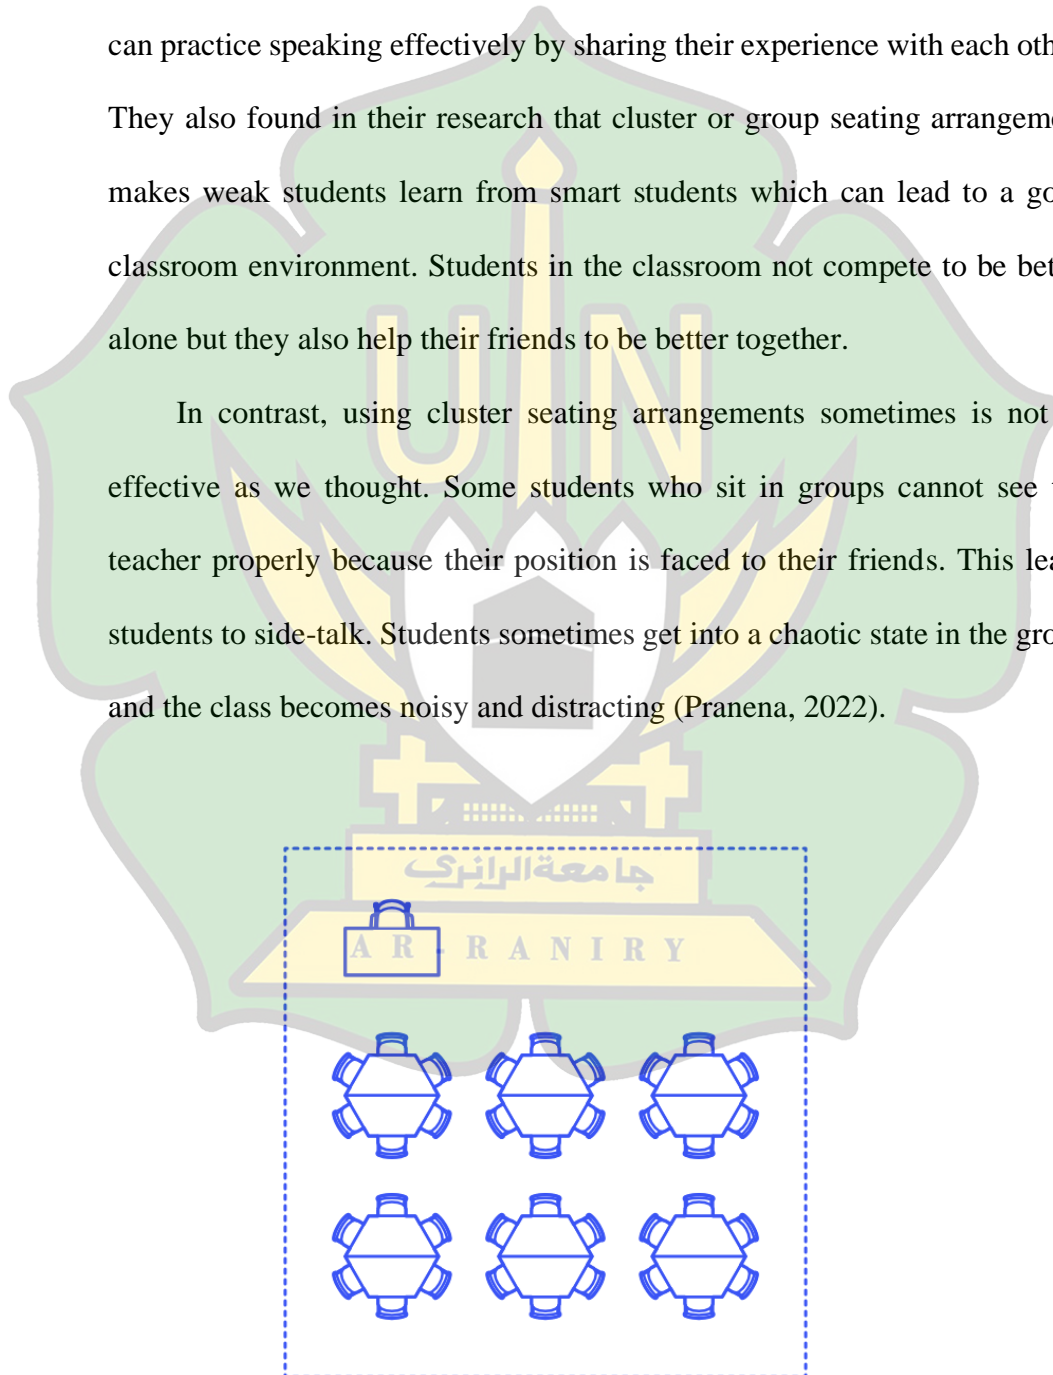 can practice speaking effectively by sharing their experience with each oth
They also found in their research that cluster or group seating arrangeme
makes weak students learn from smart students which can lead to a go
classroom environment. Students in the classroom not compete to be bet
alone but they also help their friends to be better together.
In contrast, using cluster seating arrangements sometimes is not
effective as we thought. Some students who sit in groups cannot see
teacher properly because their position is faced to their friends. This lea
students to side-talk. Students sometimes get into a chaotic state in the gro
and the class becomes noisy and distracting (Pranena, 2022).
UIN
جامعةالرانري
AR-RANIRY